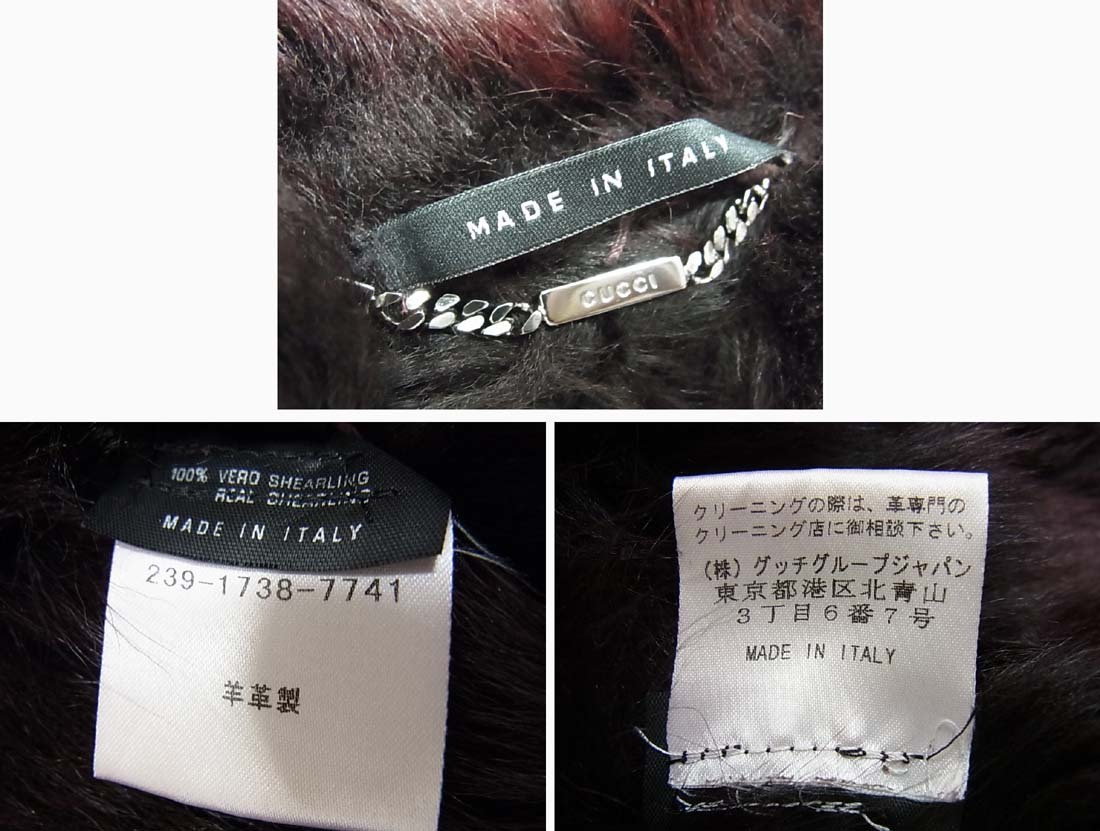 MADE IN ITALY
GUCCI
100% VERO SHEARLING
REAL SHEARLING
MADE IN ITALY
239-1738-7741
羊革製
クリーニングの際は、革専門の
クリーニング店に御相談下さい。
(株)グッチグループジャパン
東京都港区北青山
3丁目6番7号
MADE IN ITALY